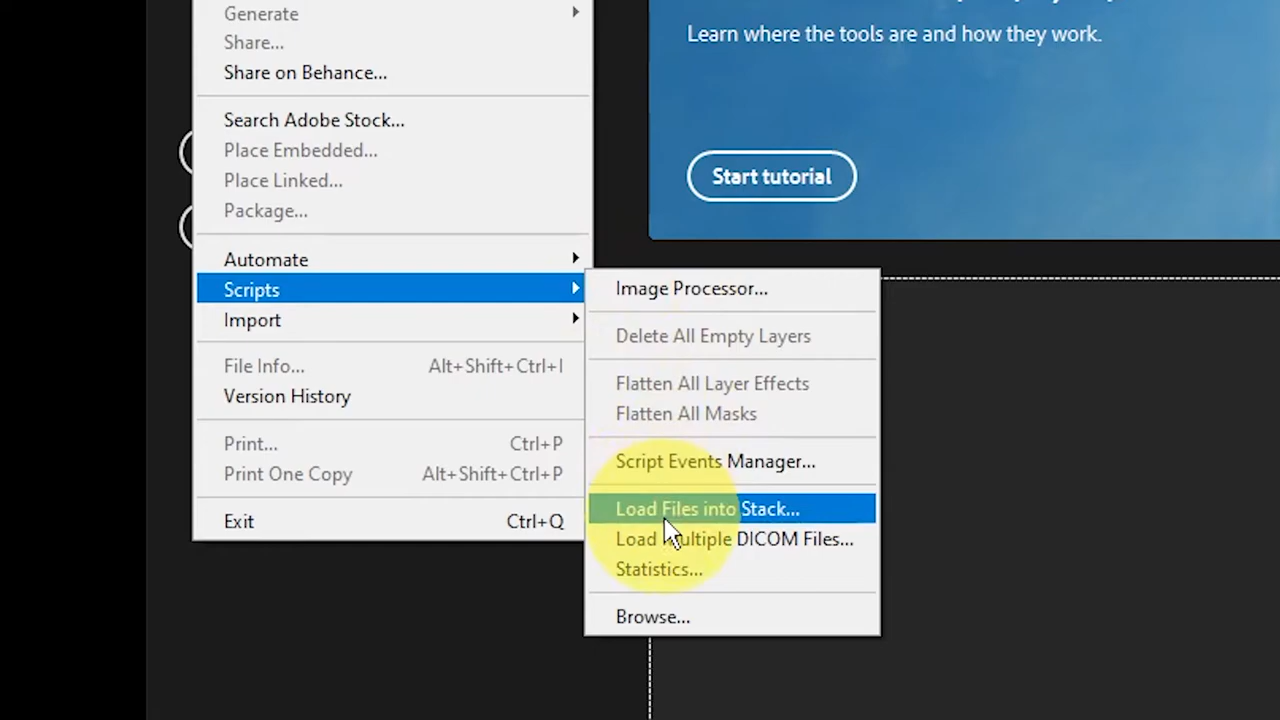 Generate
Share...
Share on Behance...
Search Adobe Stock...
Place Embedded...
Place Linked...
Package...
Automate
Scripts
Import
File Info... Alt+Shift+Ctrl+I
Version History
Print... Ctrl+P
Print One Copy Alt+Shift+Ctrl+P
Exit Ctrl+Q
Image Processor...
Delete All Empty Layers
Flatten All Layer Effects
Flatten All Masks
Script Events Manager...
Load Files into Stack...
Load Multiple DICOM Files...
Statistics...
Browse...
Learn where the tools are and how they work.
Start tutorial